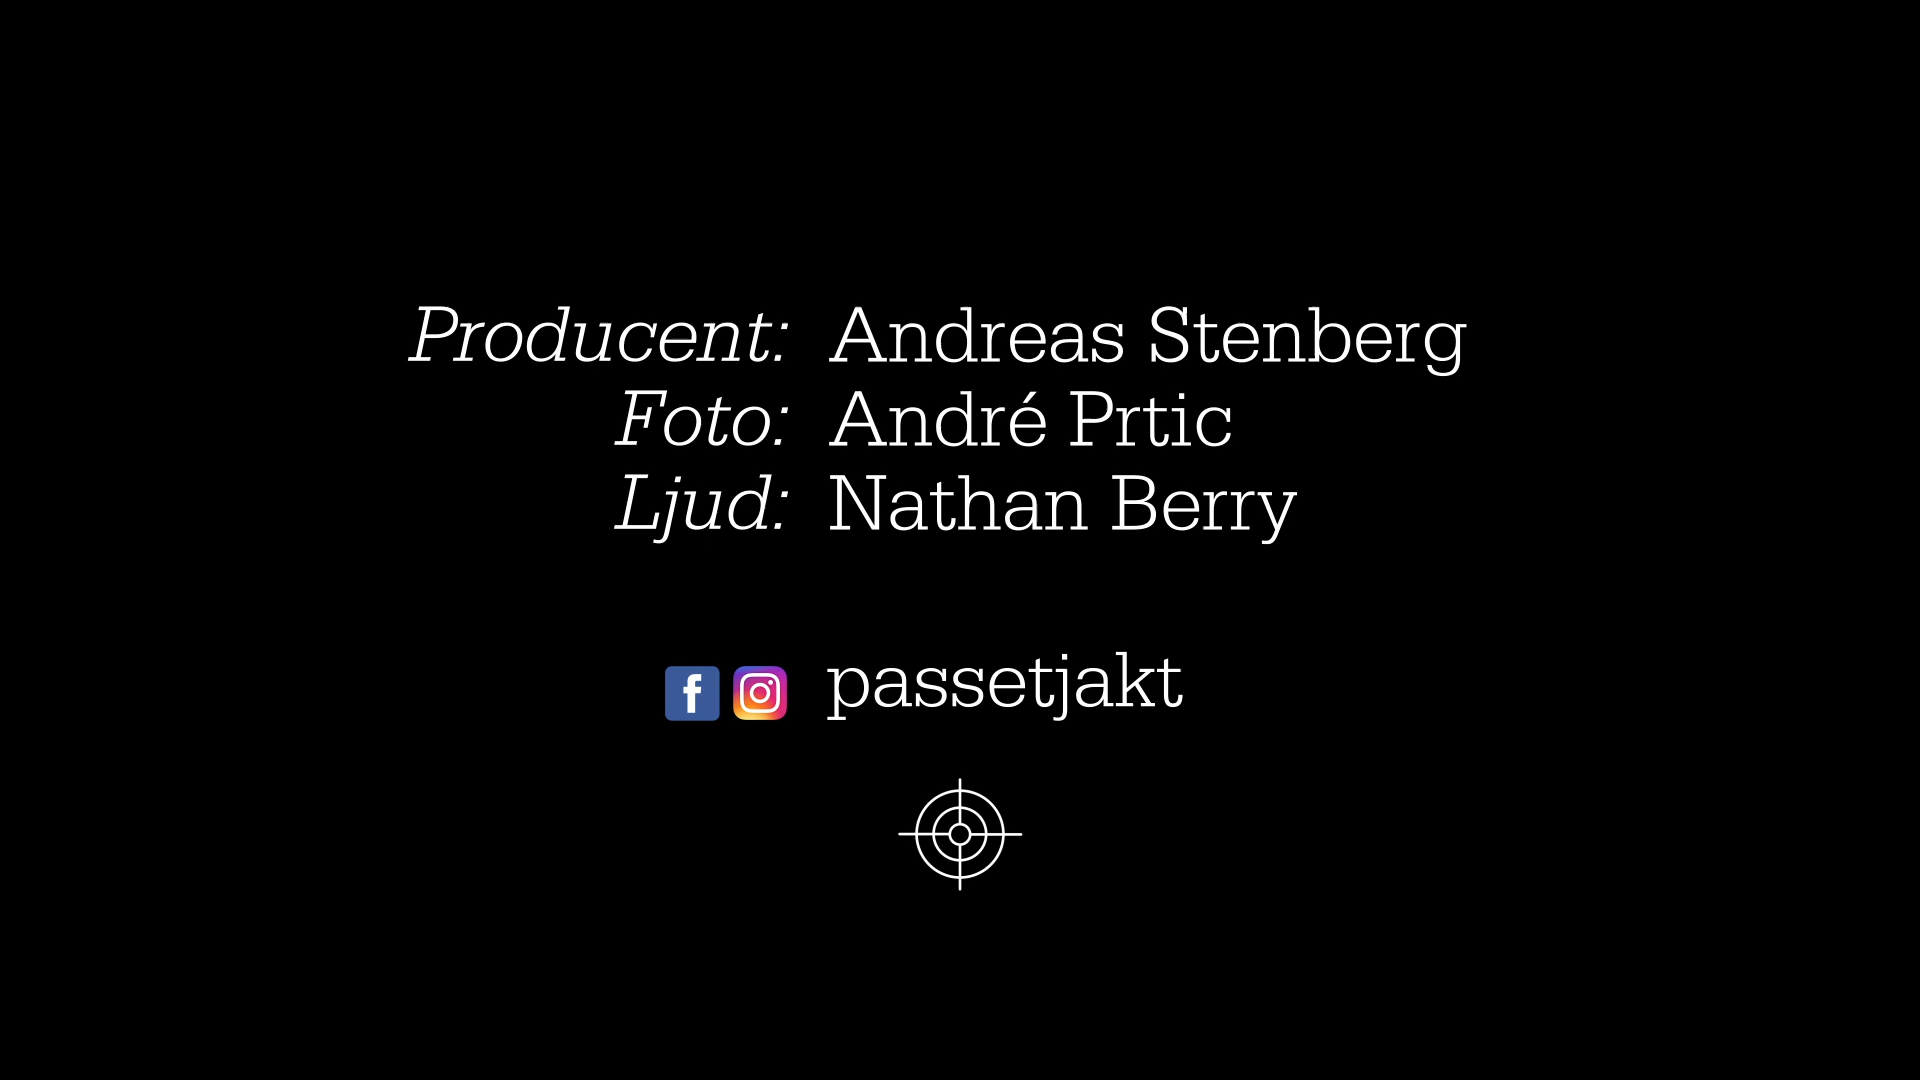 Producent: Andreas Stenberg
Foto: André Prtic
Ljud: Nathan Berry
passetjakt